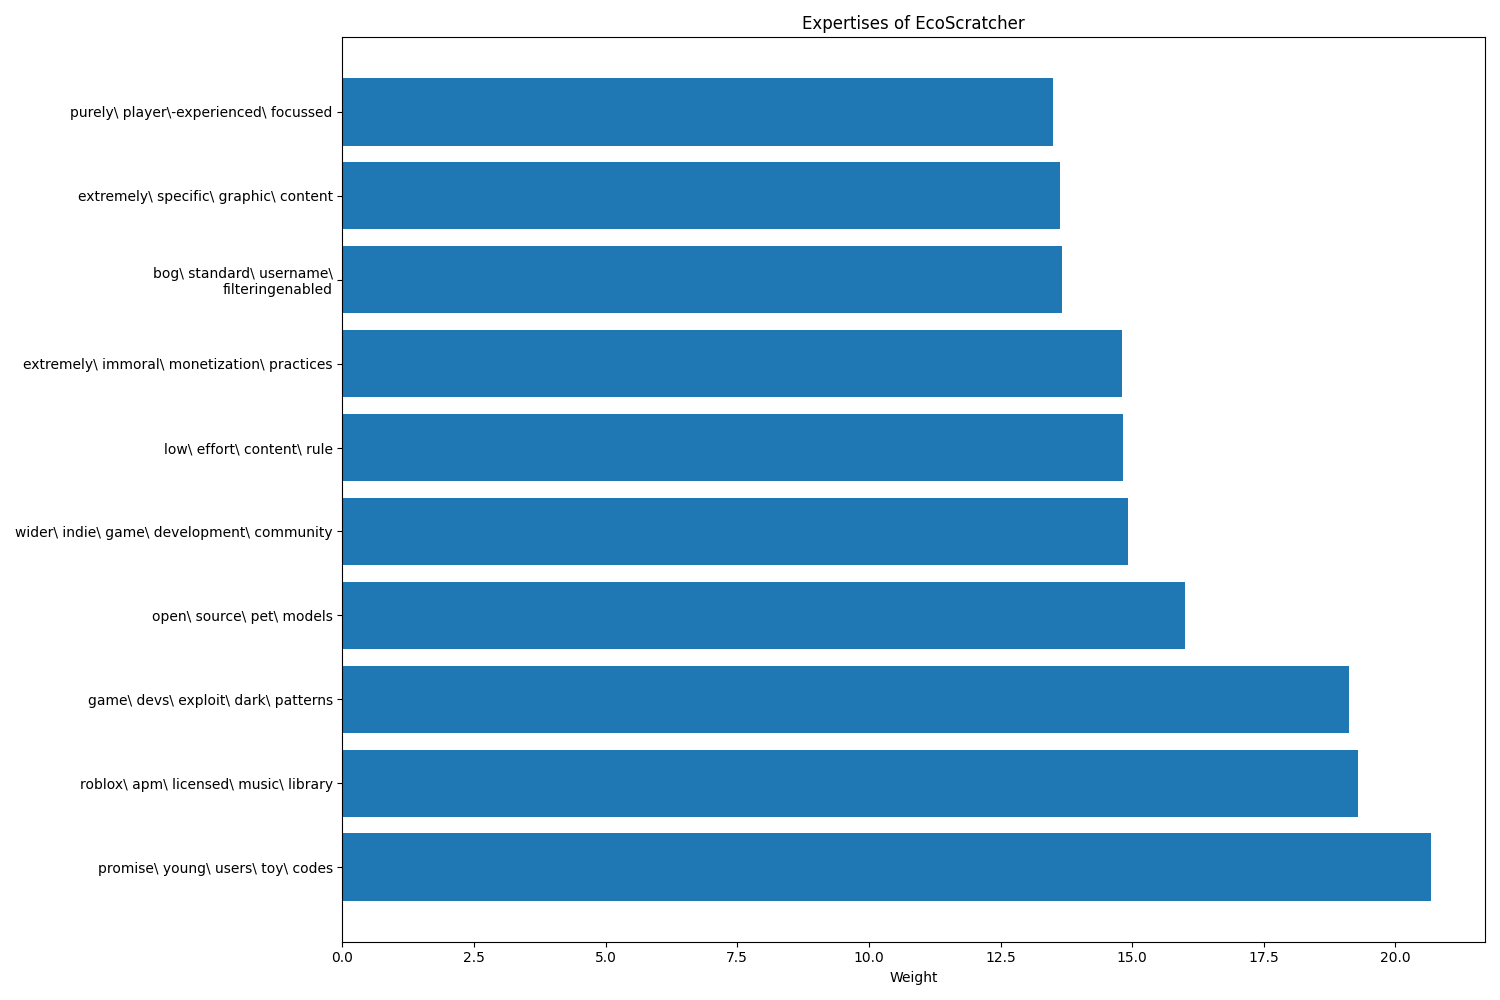 Expertises of EcoScratcher
purely\ player\-experienced\ focussed
extremely\ specific\ graphic\ content
bog\ standard\ username\
filteringenabled
extremely\ immoral\ monetization\ practices
low\ effort\ content\ rule
wider\ indie\ game\ development\ community
open\ source\ pet\ models
game\ devs\ exploit\ dark\ patterns
roblox\ apm\ licensed\ music\ library
promise\ young\ users\ toy\ codes
0.0 2.5 5.0 7.5 10.0 12.5 15.0 17.5 20.0
Weight